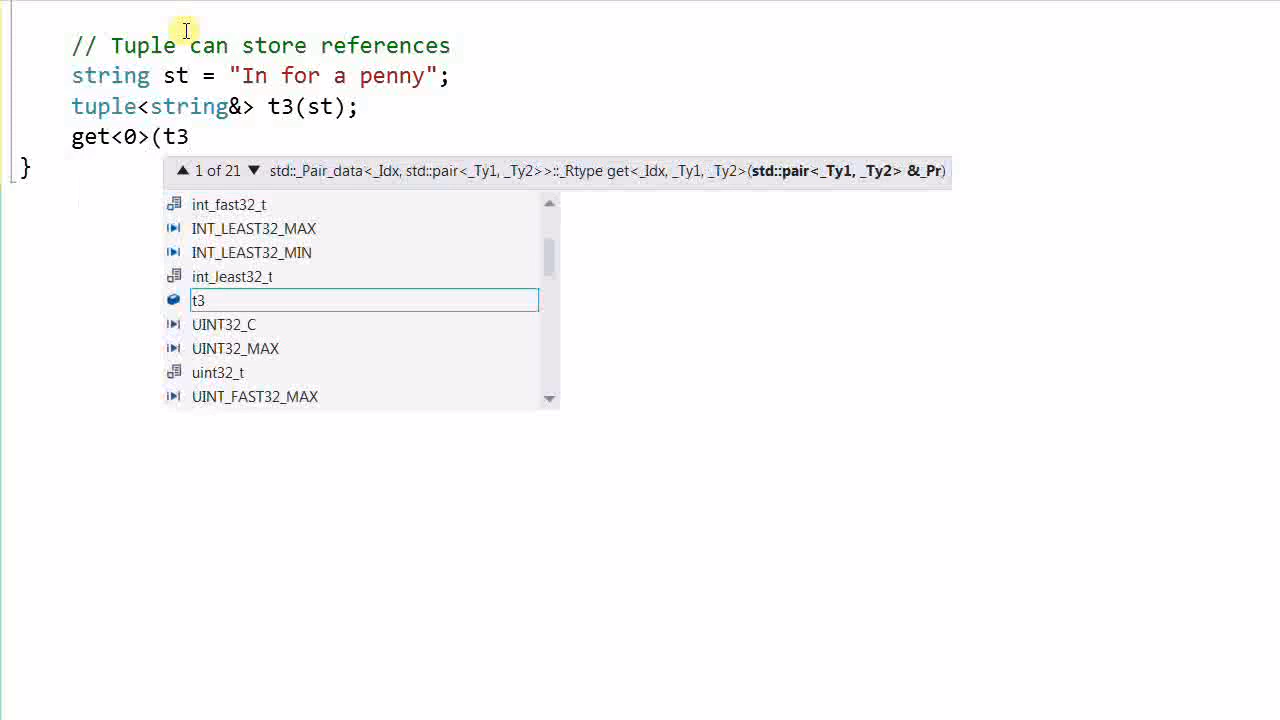 // Tuple can store references
string st = "In for a penny";
tuple<string&> t3(st);
get<0>(t3
}
▲ 1 of 21 ▼ std::_Pair_data<_Idx, std::pair<_Ty1, _Ty2>>::_Rtype get<_Idx, _Ty1, _Ty2>(std::pair<_Ty1, _Ty2> &_Pr)
int_fast32_t
INT_LEAST32_MAX
INT_LEAST32_MIN
int_least32_t
t3
UINT32_C
UINT32_MAX
uint32_t
UINT_FAST32_MAX